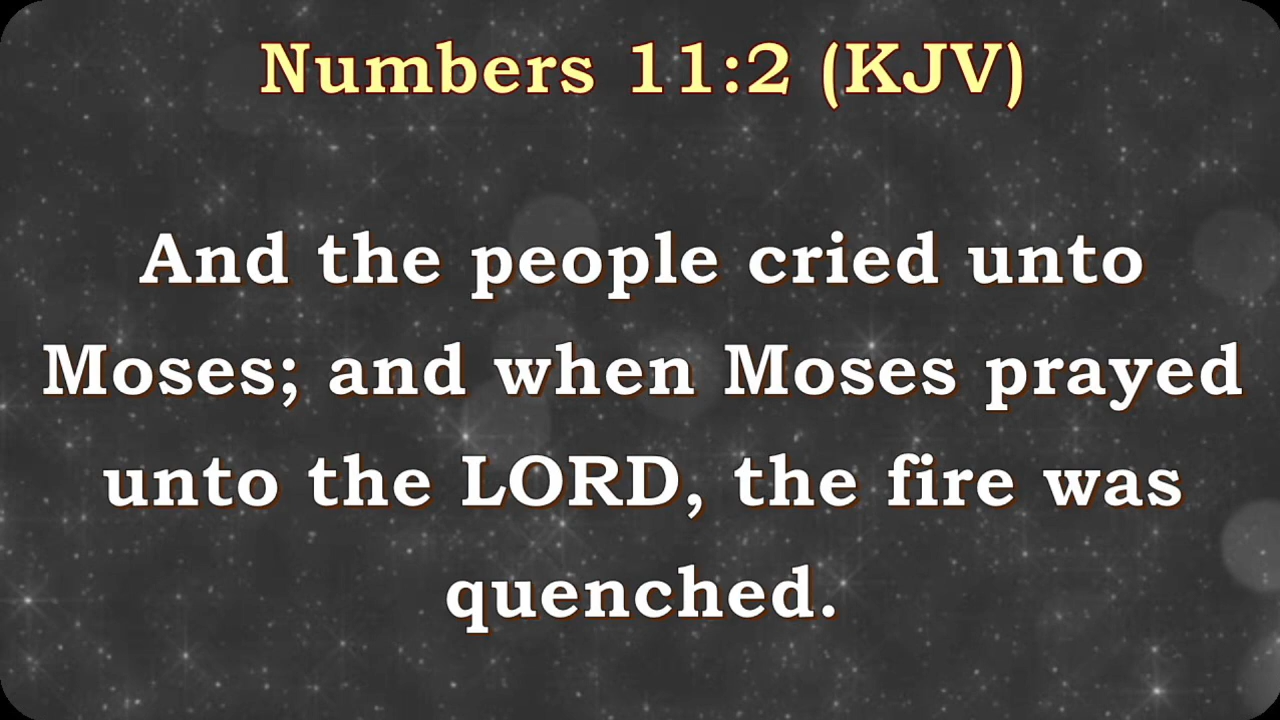 Numbers 11:2 (KJV)
And the people cried unto
Moses; and when Moses prayed
unto the LORD, the fire was
quenched.